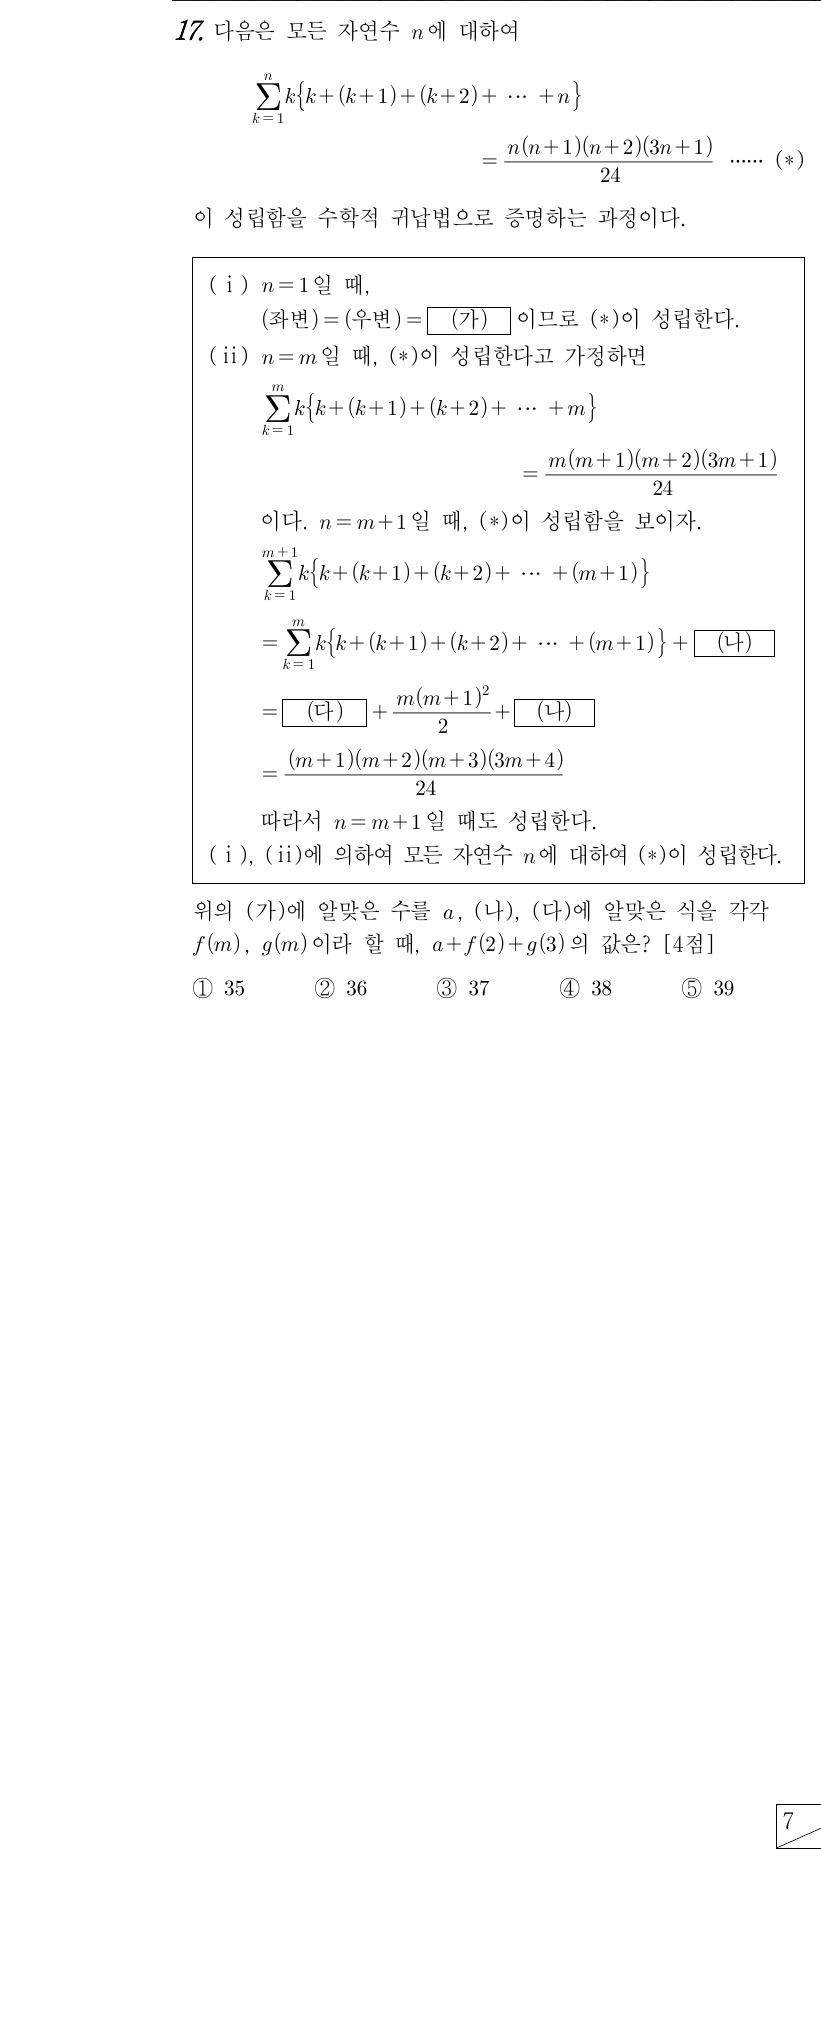 17. 다음은 모든 자연수 n에 대하여
\sum_{k=1}^{n} k{k+(k+1)+(k+2)+ ⋯ +n}
= \frac{n(n+1)(n+2)(3n+1)}{24} ⋯⋯ (*)
이 성립함을 수학적 귀납법으로 증명하는 과정이다.
(ⅰ) n=1일 때,
(좌변)=(우변)= (가) 이므로 (*)이 성립한다.
(ⅱ) n=m일 때, (*)이 성립한다고 가정하면
\sum_{k=1}^{m} k{k+(k+1)+(k+2)+ ⋯ +m}
= \frac{m(m+1)(m+2)(3m+1)}{24}
이다. n=m+1일 때, (*)이 성립함을 보이자.
\sum_{k=1}^{m+1} k{k+(k+1)+(k+2)+ ⋯ +(m+1)}
= \sum_{k=1}^{m} k{k+(k+1)+(k+2)+ ⋯ +(m+1)} + (나)
= (다) + \frac{m(m+1)^2}{2} + (나)
= \frac{(m+1)(m+2)(m+3)(3m+4)}{24}
따라서 n=m+1일 때도 성립한다.
(ⅰ), (ⅱ)에 의하여 모든 자연수 n에 대하여 (*)이 성립한다.
위의 (가)에 알맞은 수를 a, (나), (다)에 알맞은 식을 각각
f(m), g(m)이라 할 때, a+f(2)+g(3)의 값은? [4점]
① 35 ② 36 ③ 37 ④ 38 ⑤ 39
7